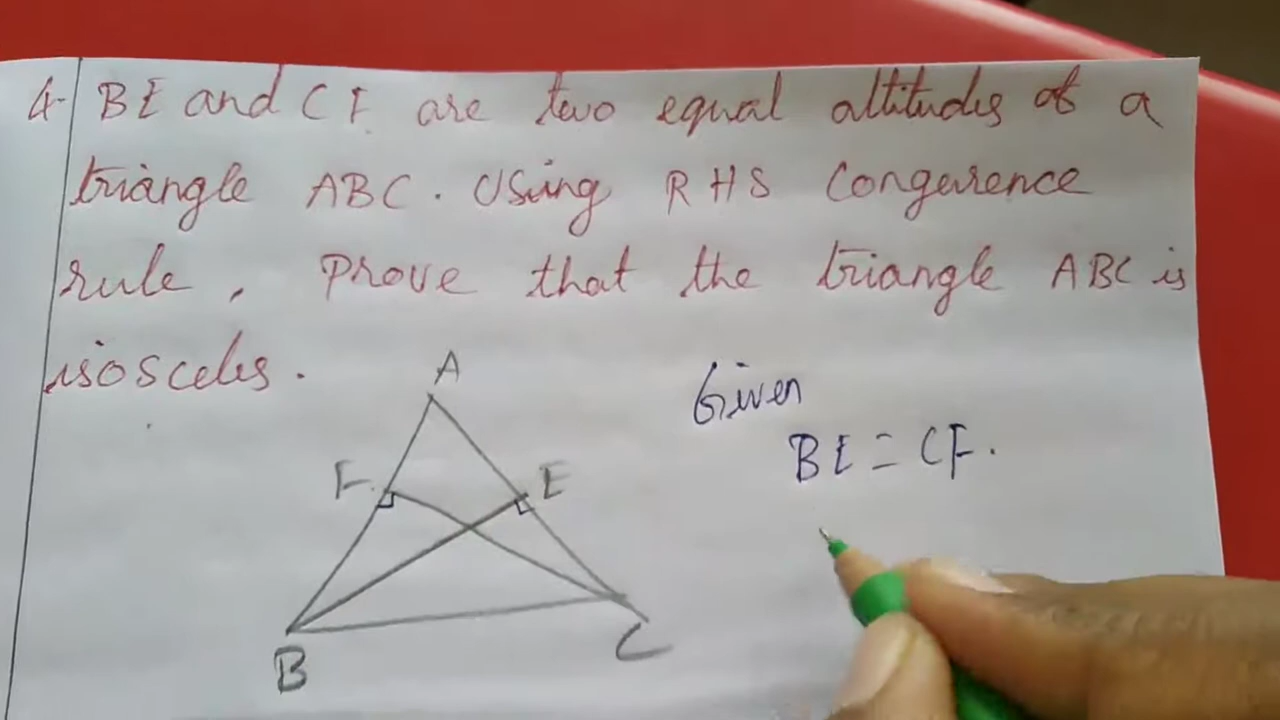 4. BE and CF are two equal altitudes of a
triangle ABC. Using RHS Congurence
rule, Prove that the triangle ABC is
isosceles.
A
Given
BE = CF.
F
E
B
C